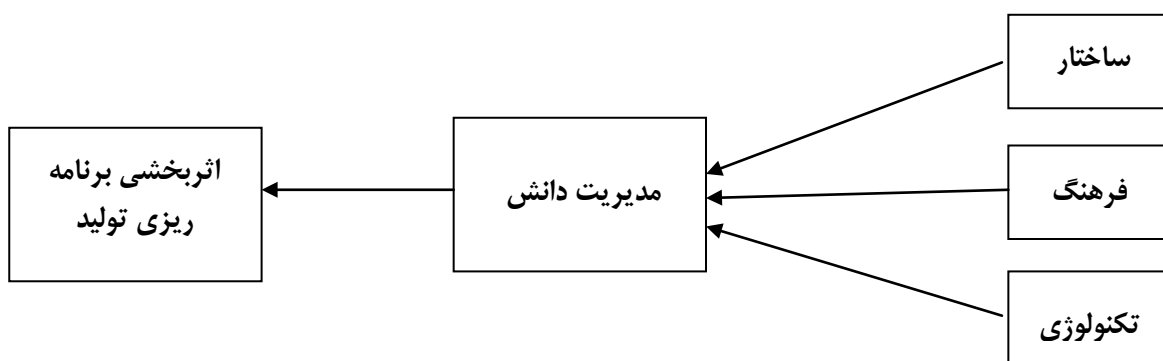 ساختار
فرهنگ
تکنولوژی
مدیریت دانش
اثربخشی برنامه
ریزی تولید